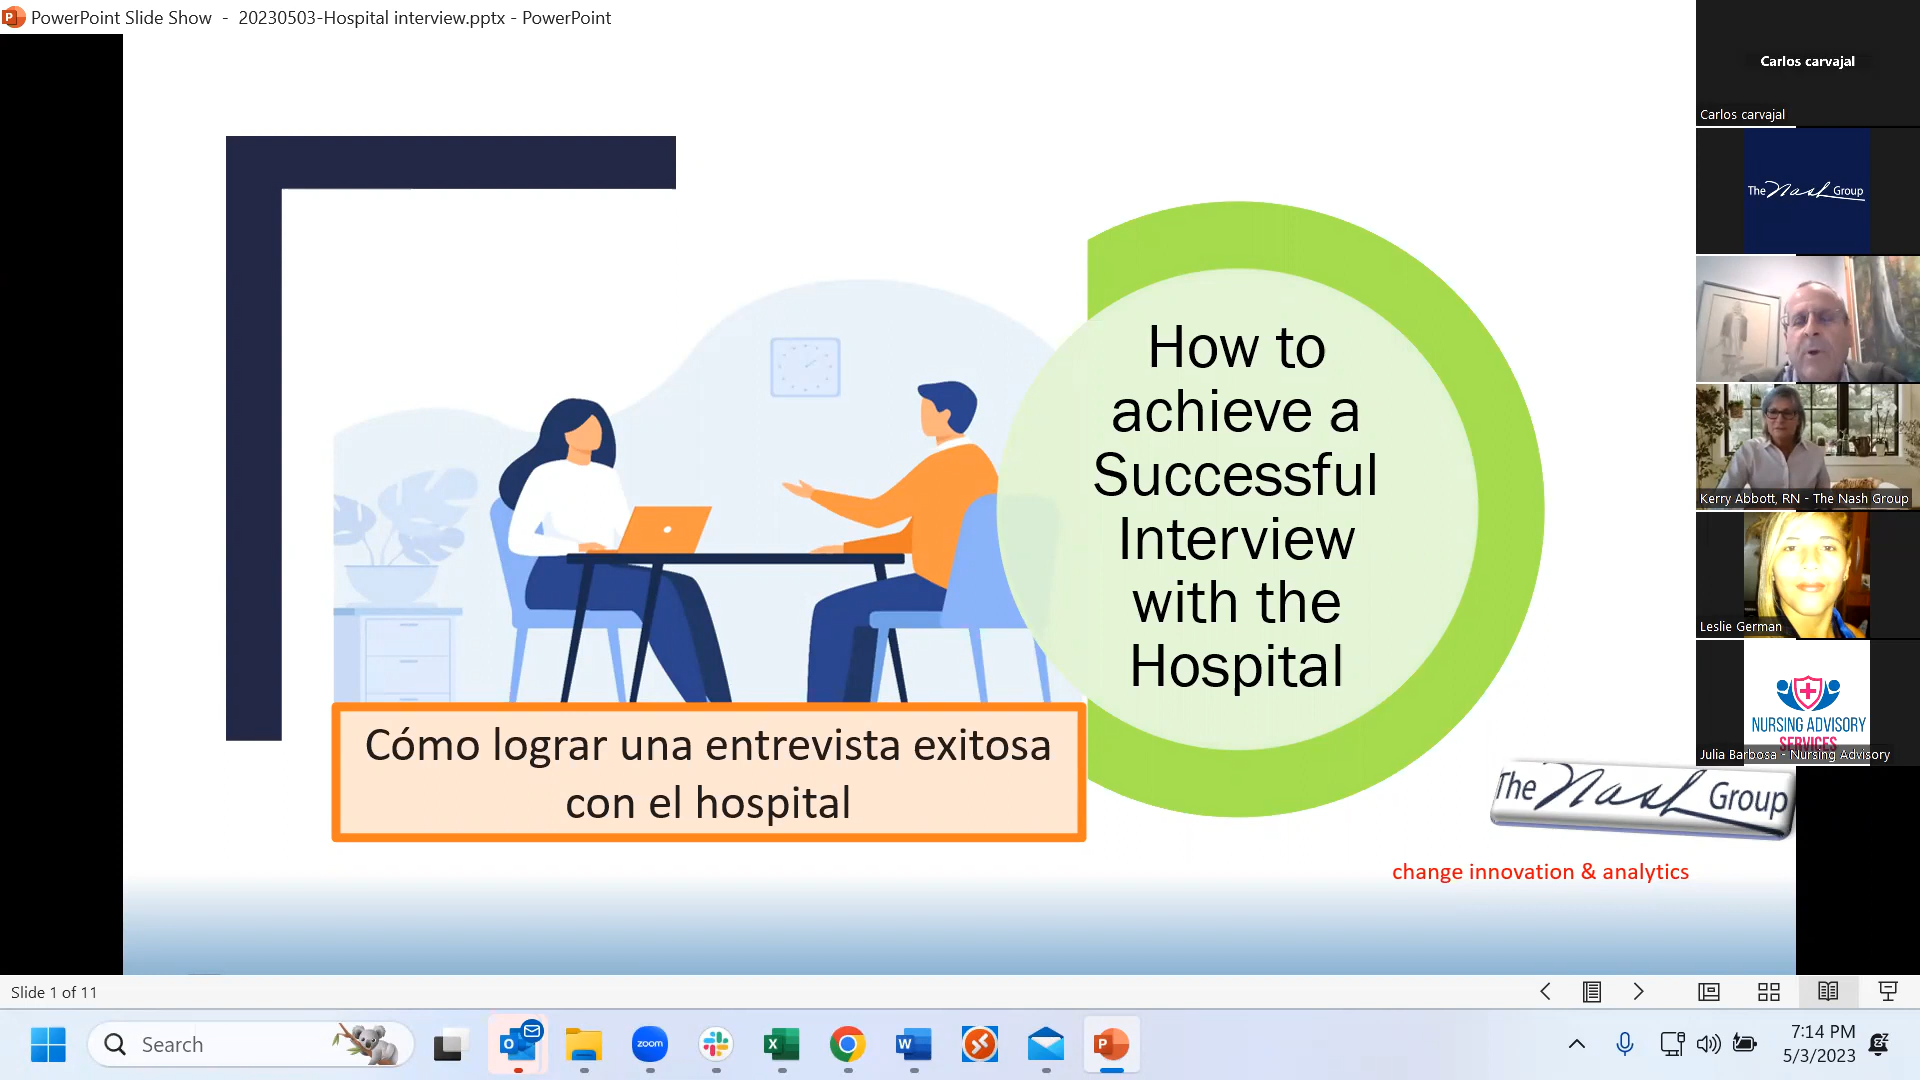 PowerPoint Slide Show - 20230503-Hospital interview.pptx - PowerPoint
How to
achieve a
Successful
Interview
with the
Hospital
Cómo lograr una entrevista exitosa
con el hospital
The Nash Group
change innovation & analytics
Carlos carvajal
Carlos carvajal
The Nash Group
Kerry Abbott, RN - The Nash Group
Leslie German
NURSING ADVISORY
SERVICES
Julia Barbosa - Nursing Advisory
Slide 1 of 11
Search
zoom
7:14 PM
5/3/2023